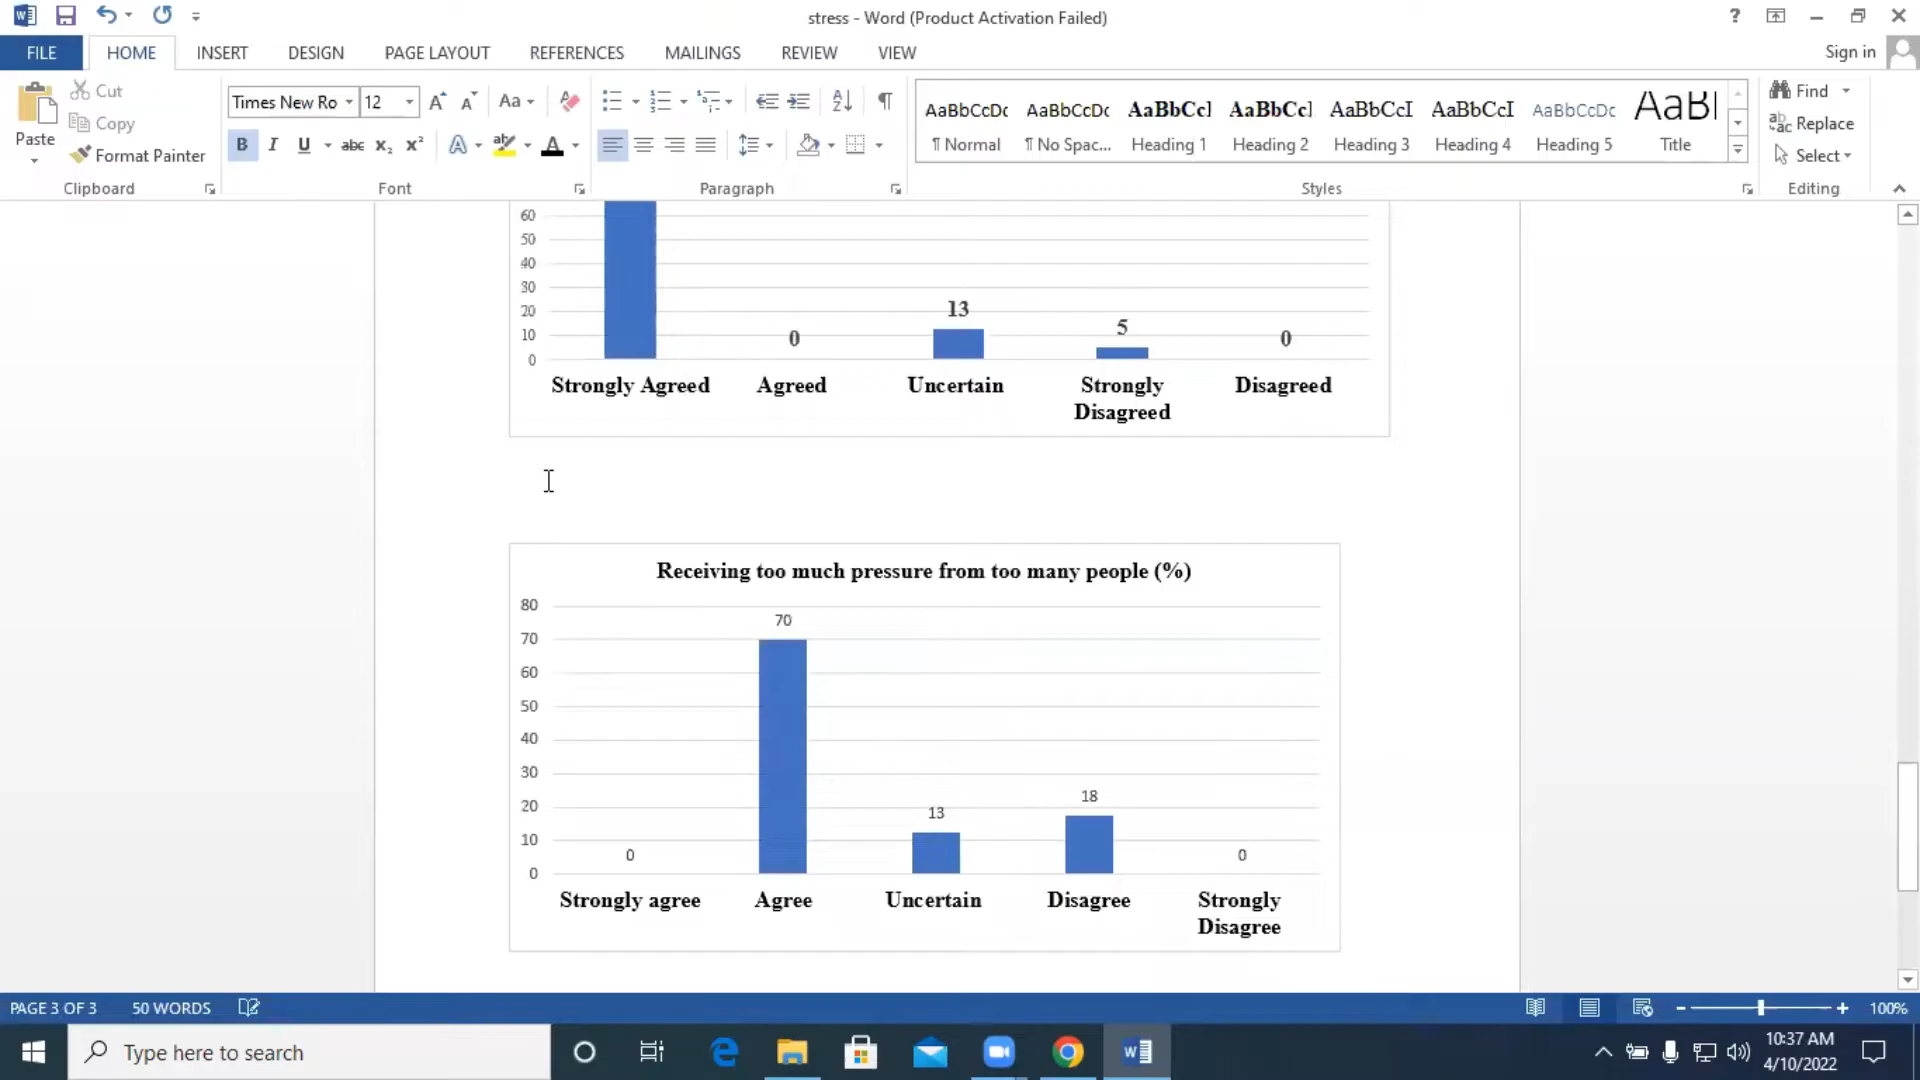 stress - Word (Product Activation Failed)
?
FILE
HOME
INSERT
DESIGN
PAGE LAYOUT
REFERENCES
MAILINGS
REVIEW
VIEW
Sign in
Paste
Cut
Copy
Format Painter
Clipboard
Times New Ro
12
Aa
B I U abc x₂ x²
Font
Paragraph
AaBbCcDc AaBbCcDc AaBbCcI AaBbCcI AaBbCcI AaBbCcI AaBbCcDc AaBI
¶ Normal ¶ No Spac... Heading 1 Heading 2 Heading 3 Heading 4 Heading 5 Title
Styles
Find
Replace
Select
Editing
60
50
40
30
20
10
0
0
13
5
0
Strongly Agreed
Agreed
Uncertain
Strongly
Disagreed
Disagreed
Receiving too much pressure from too many people (%)
80
70
60
50
40
30
20
10
0
0
70
13
18
0
Strongly agree
Agree
Uncertain
Disagree
Strongly
Disagree
PAGE 3 OF 3
50 WORDS
100%
Type here to search
10:37 AM
4/10/2022